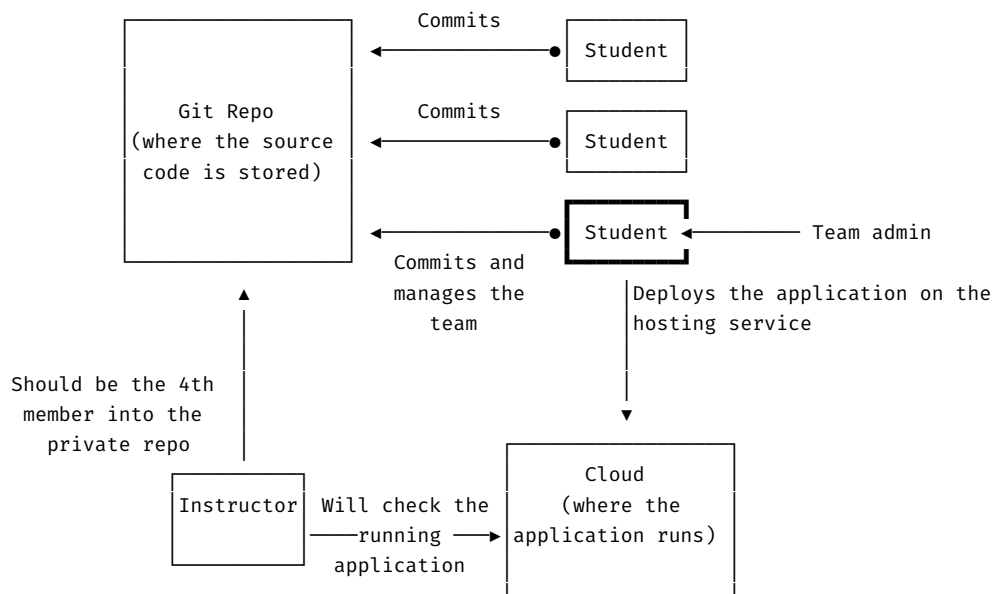 Commits
Student
Git Repo
(where the source
code is stored)
Commits
Student
Student
Team admin
Commits and
manages the
team
Deploys the application on the
hosting service
Should be the 4th
member into the
private repo
Instructor
Will check the
running
application
Cloud
(where the
application runs)